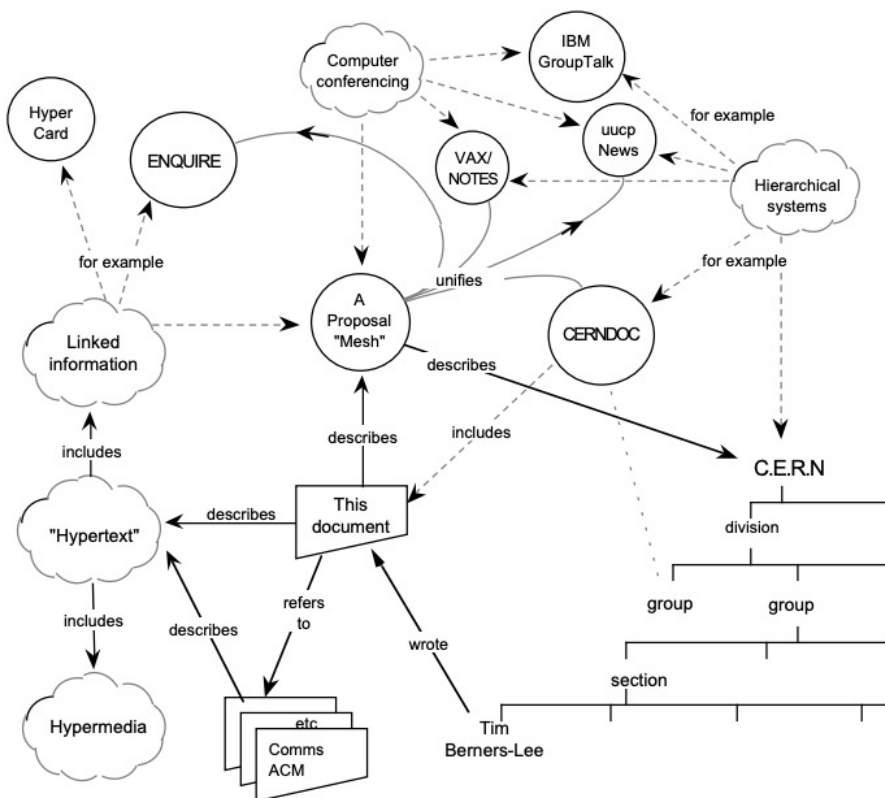 IBM
GroupTalk
Computer
conferencing
Hyper
Card
for example
uucp
News
ENQUIRE
VAX/
NOTES
Hierarchical
systems
for example
for example
unifies
A
Proposal
"Mesh"
CERNDOC
Linked
information
describes
includes
describes
includes
C.E.R.N
This
document
describes
"Hypertext"
division
refers
to
group
group
includes
describes
wrote
section
Hypermedia
etc
Tim
Berners-Lee
Comms
ACM